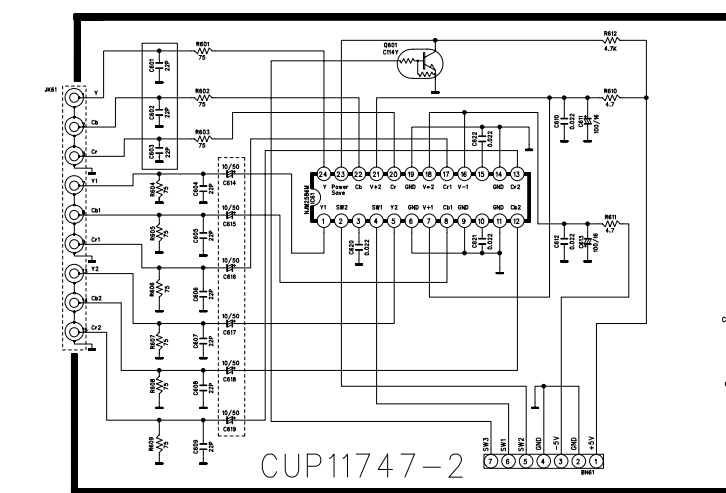 R612
4.7K
Q601
C114Y
R601
75
C601
22P
JK61
Y
R602
75
R610
4.7
C602
22P
C610
0.022
C611
100/16
Cb
R603
75
C622
0.022
C603
22P
Cr
10/50
C614
24 23 22 21 20 19 18 17 16 15 14 13
Y1
R604
75
C604
22P
Y Power Save Cb V+2 Cr GND V+2 Cr1 V-1 GND Cr2
NJM2586M
IC61
Y1 SW2 SW1 Y2 GND V+1 Cb1 GND GND Cb2
1 2 3 4 5 6 7 8 9 10 11 12
Cb1
10/50
C615
R605
75
C605
22P
C620
0.022
C621
0.022
R611
4.7
C612
0.022
C613
100/16
Cr1
10/50
C616
Y2
R606
75
C606
22P
Cb2
10/50
C617
Cr2
R607
75
C607
22P
10/50
C618
R608
75
C608
22P
10/50
C619
R609
75
C609
22P
SW3 SW1 SW2 GND -5V GND +5V
7 6 5 4 3 2 1
BN61
CUP11747-2